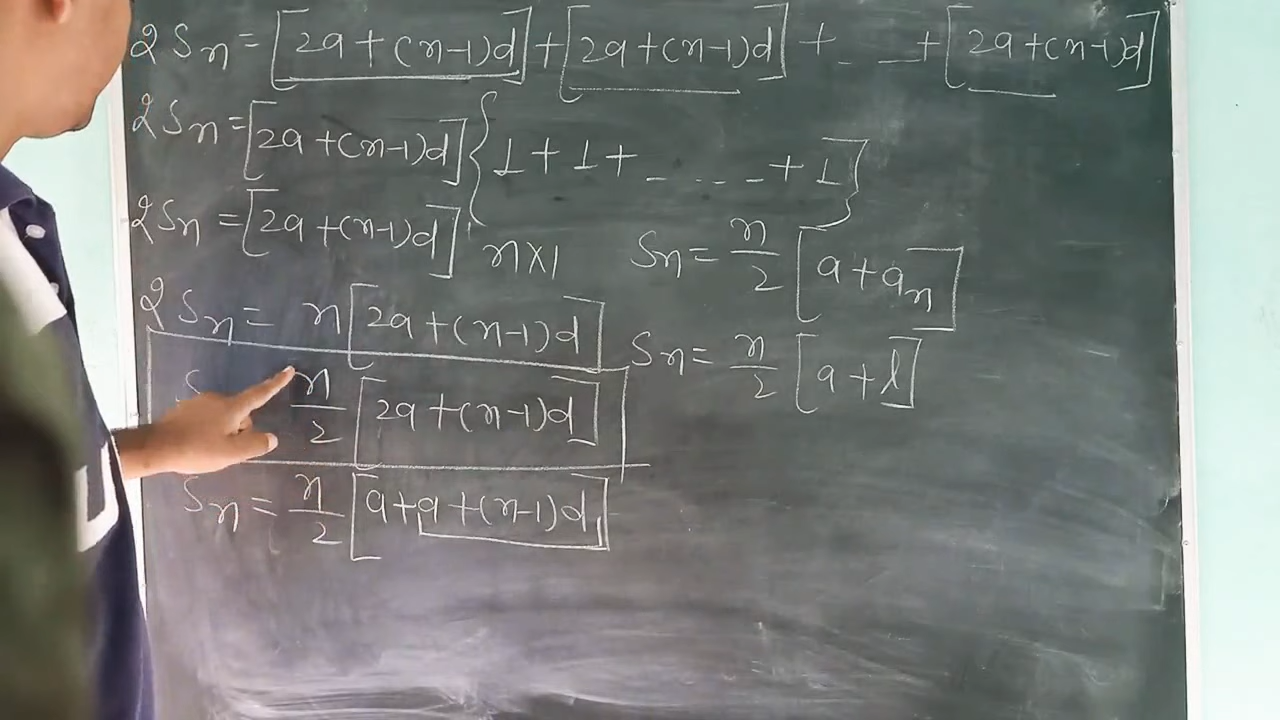 2Sn = [2a + (n-1)d] + [2a + (n-1)d] + - - + [2a + (n-1)d]
2Sn = [2a + (n-1)d] {1 + 1 + - - - - + 1}
2Sn = [2a + (n-1)d] n×1
2Sn = n[2a + (n-1)d]
S n/2 [2a + (n-1)d]
Sn = n/2 [a + a + (n-1)d]
Sn = n/2 [a + an]
Sn = n/2 [a + l]